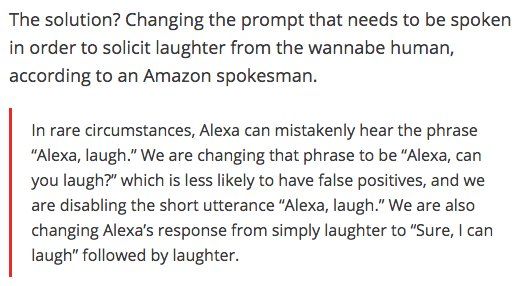 The solution? Changing the prompt that needs to be spoken
in order to solicit laughter from the wannabe human,
according to an Amazon spokesman.
In rare circumstances, Alexa can mistakenly hear the phrase
“Alexa, laugh.” We are changing that phrase to be “Alexa, can
you laugh?” which is less likely to have false positives, and we
are disabling the short utterance “Alexa, laugh.” We are also
changing Alexa’s response from simply laughter to “Sure, I can
laugh” followed by laughter.